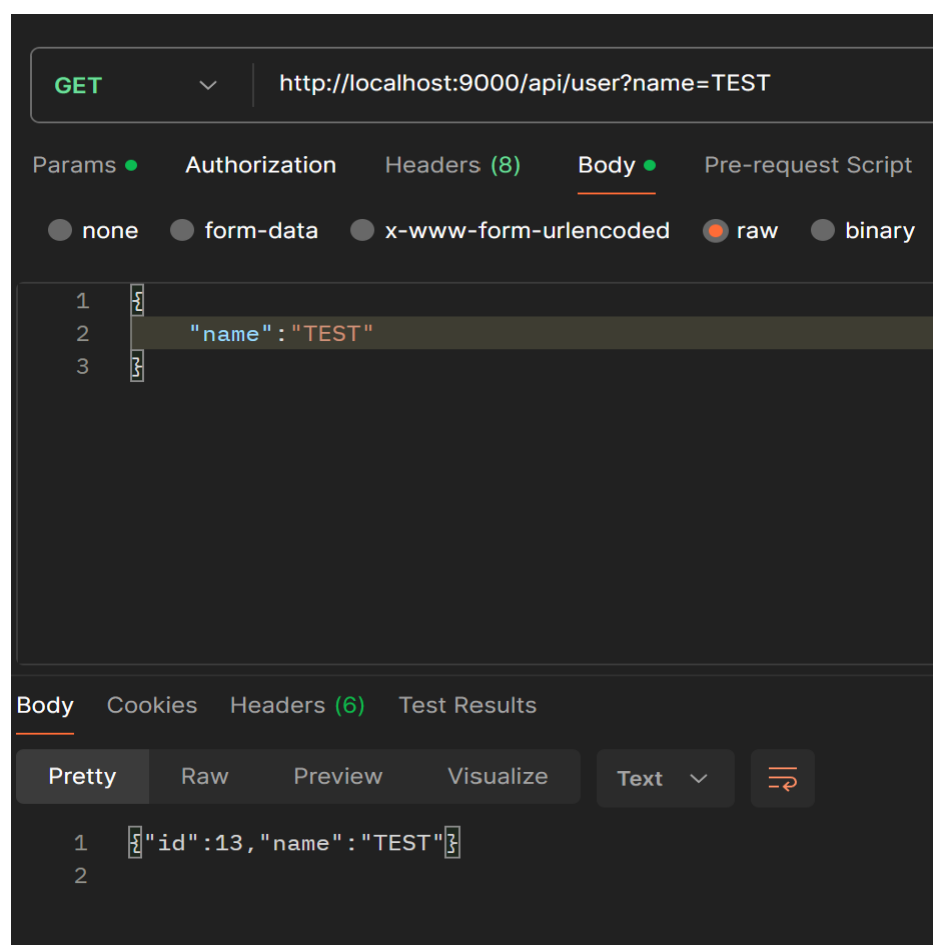 GET http://localhost:9000/api/user?name=TEST
Params Authorization Headers (8) Body Pre-request Script
none form-data x-www-form-urlencoded raw binary
1 {
2 "name":"TEST"
3 }
Body Cookies Headers (6) Test Results
Pretty Raw Preview Visualize Text
1 {"id":13,"name":"TEST"}
2